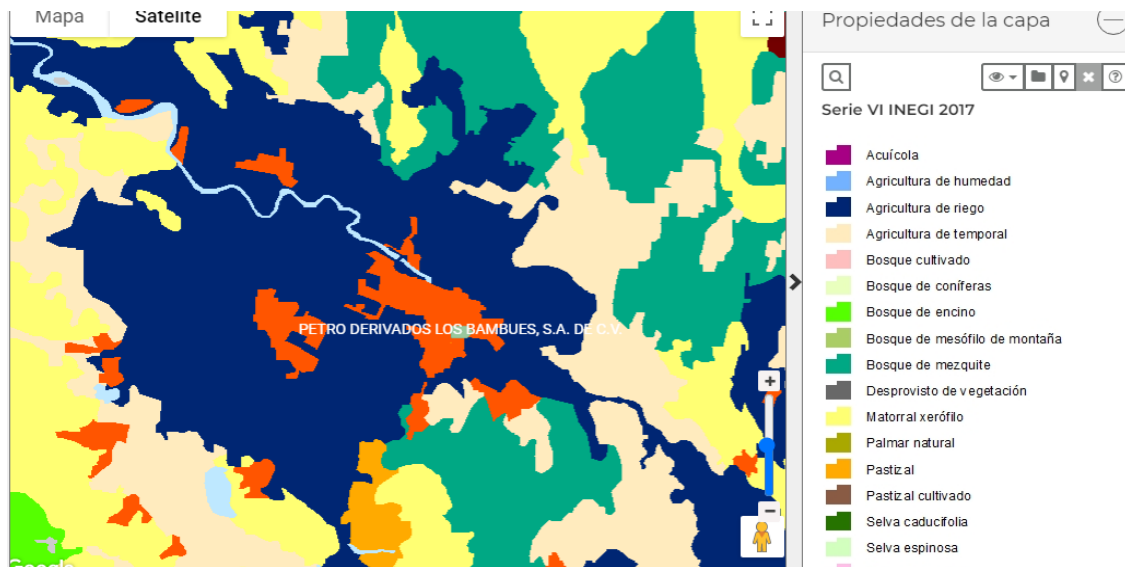 Mapa
Satélite
PETRO DERIVADOS LOS BAMBUES, S.A. DE C.V.
Google
Propiedades de la capa
Serie VI INEGI 2017
Acuícola
Agricultura de humedad
Agricultura de riego
Agricultura de temporal
Bosque cultivado
Bosque de coníferas
Bosque de encino
Bosque de mesófilo de montaña
Bosque de mezquite
Desprovisto de vegetación
Matorral xerófilo
Palmar natural
Pastizal
Pastizal cultivado
Selva caducifolia
Selva espinosa